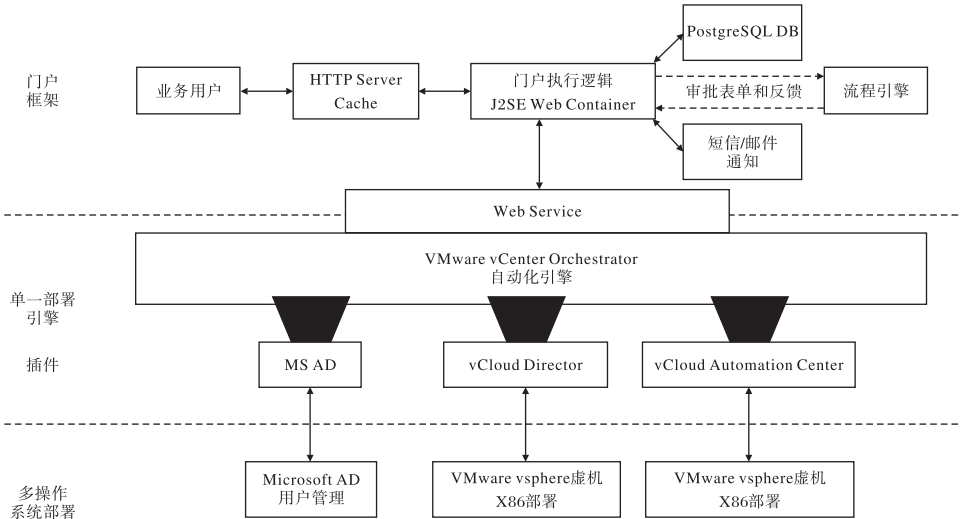 PostgreSQL DB
门户
框架
业务用户
HTTP Server
Cache
门户执行逻辑
J2SE Web Container
审批表单和反馈
流程引擎
短信/邮件
通知
Web Service
VMware vCenter Orchestrator
自动化引擎
单一部署
引擎
插件
MS AD
vCloud Director
vCloud Automation Center
多操作
系统部署
Microsoft AD
用户管理
VMware vsphere虚机
X86部署
VMware vsphere虚机
X86部署